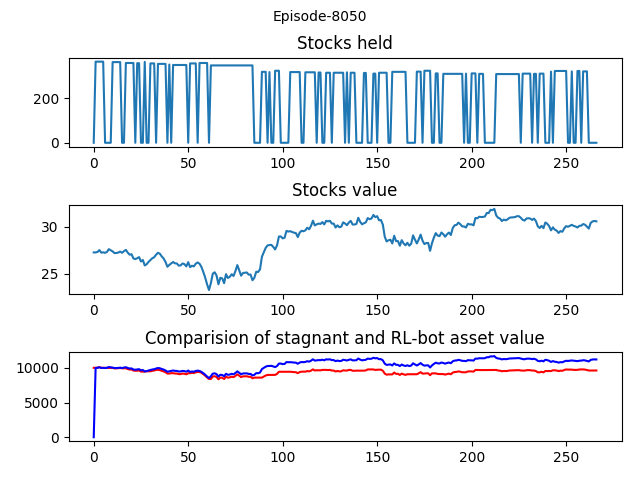 Episode-8050
Stocks held
200
0
0 50 100 150 200 250
Stocks value
30
25
0 50 100 150 200 250
Comparision of stagnant and RL-bot asset value
10000
5000
0
0 50 100 150 200 250